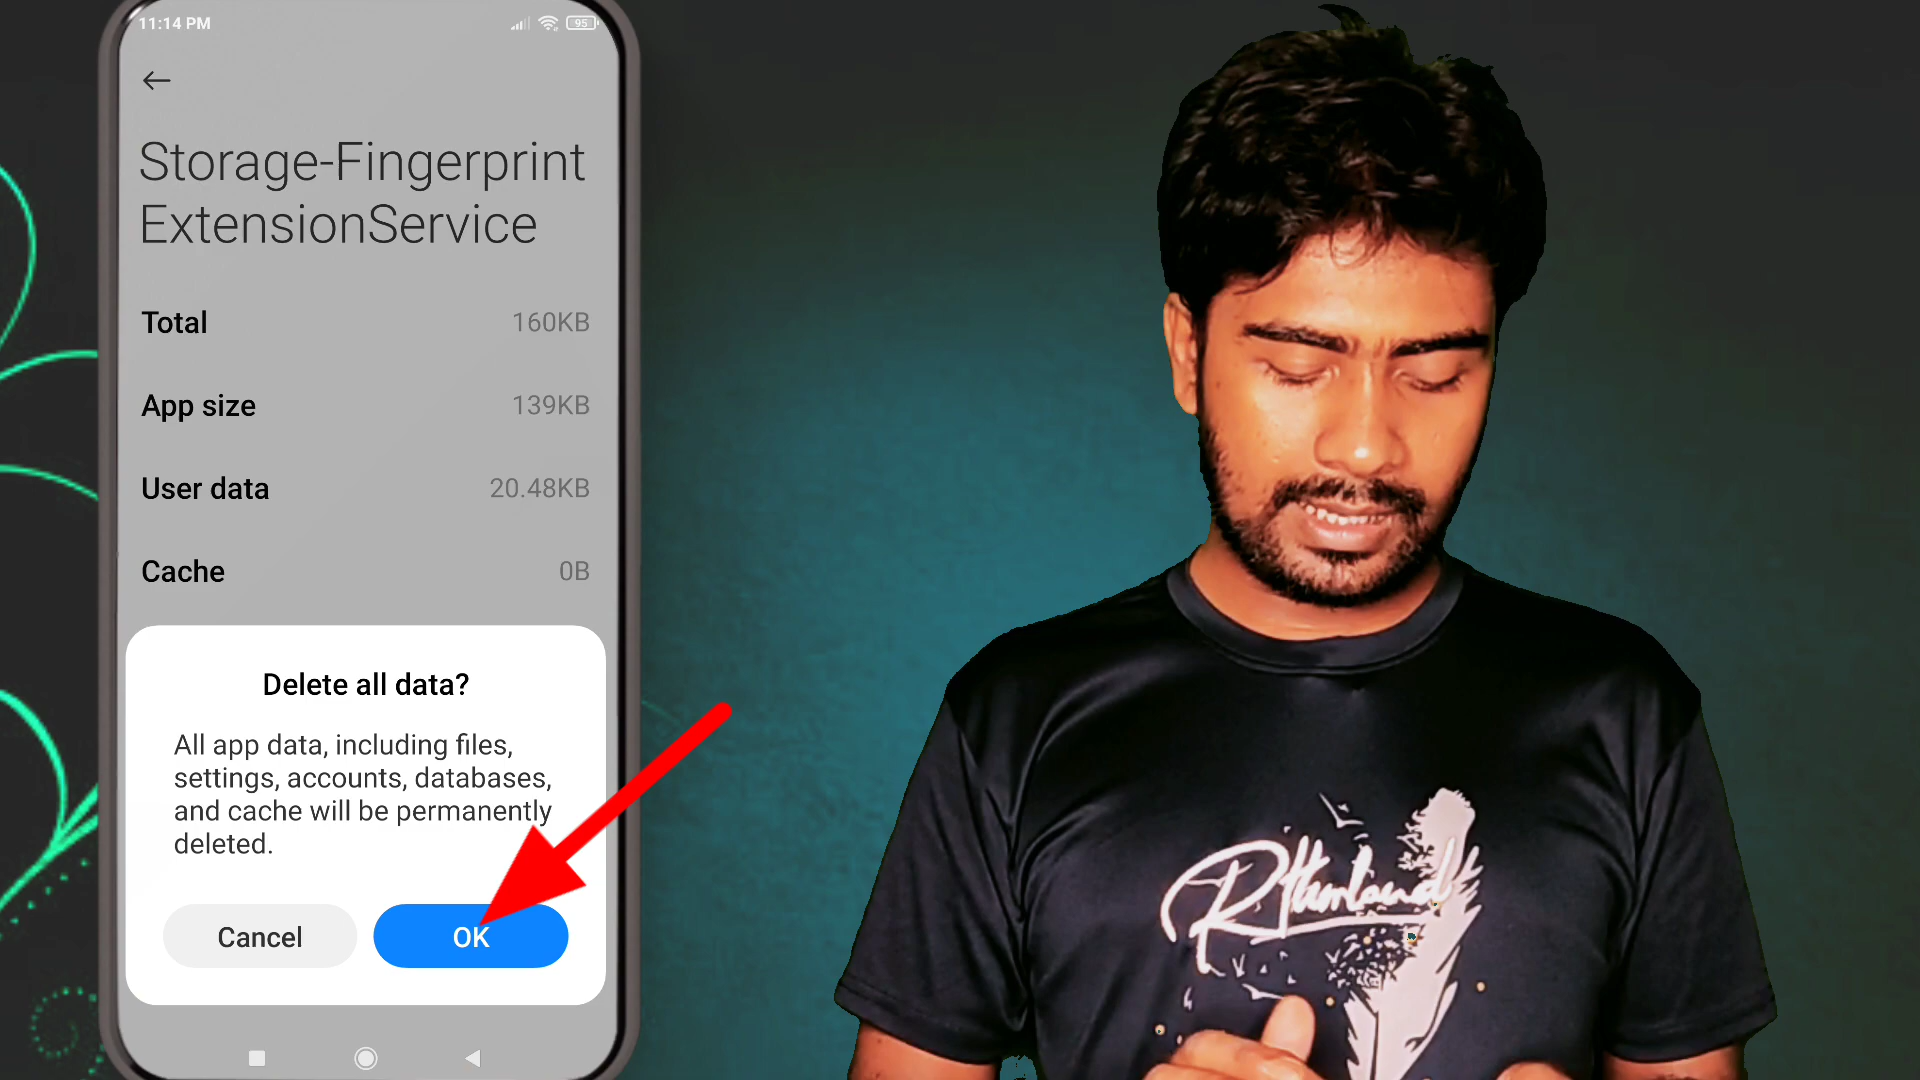 11:14 PM
95
Storage-Fingerprint
ExtensionService
Total 160KB
App size 139KB
User data 20.48KB
Cache 0B
Delete all data?
All app data, including files,
settings, accounts, databases,
and cache will be permanently
deleted.
Cancel OK